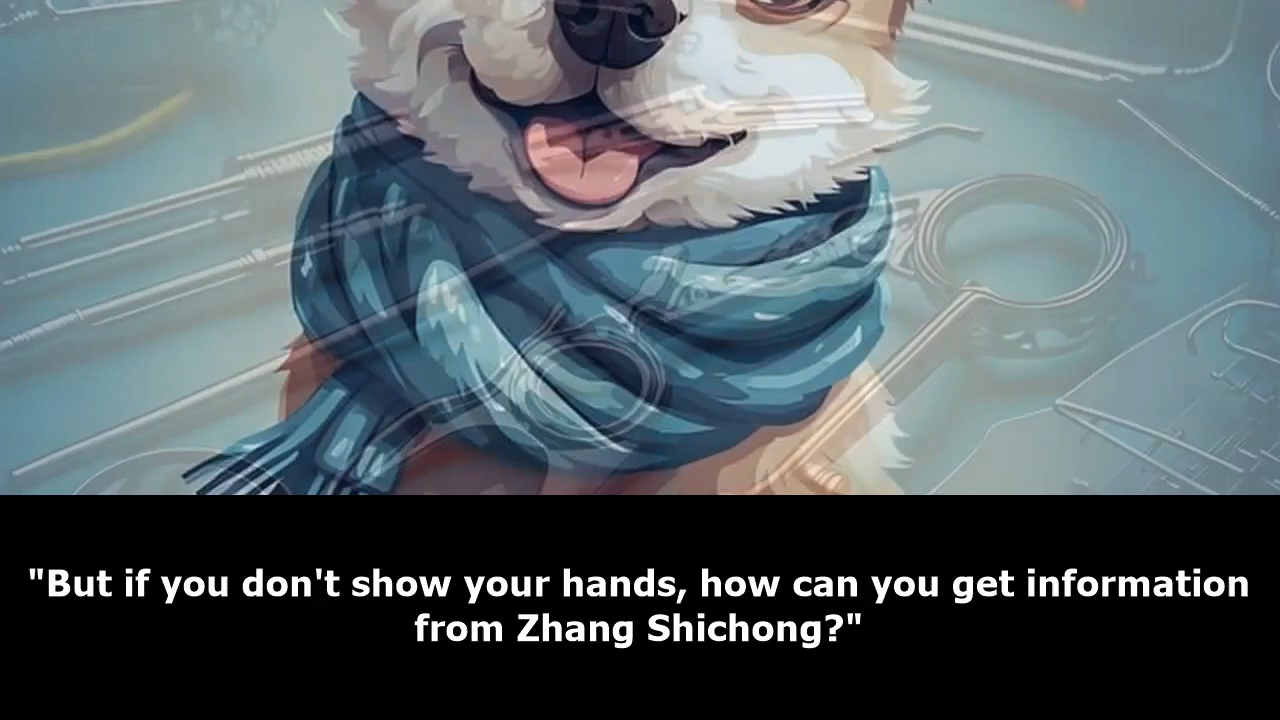 "But if you don't show your hands, how can you get information
from Zhang Shichong?"